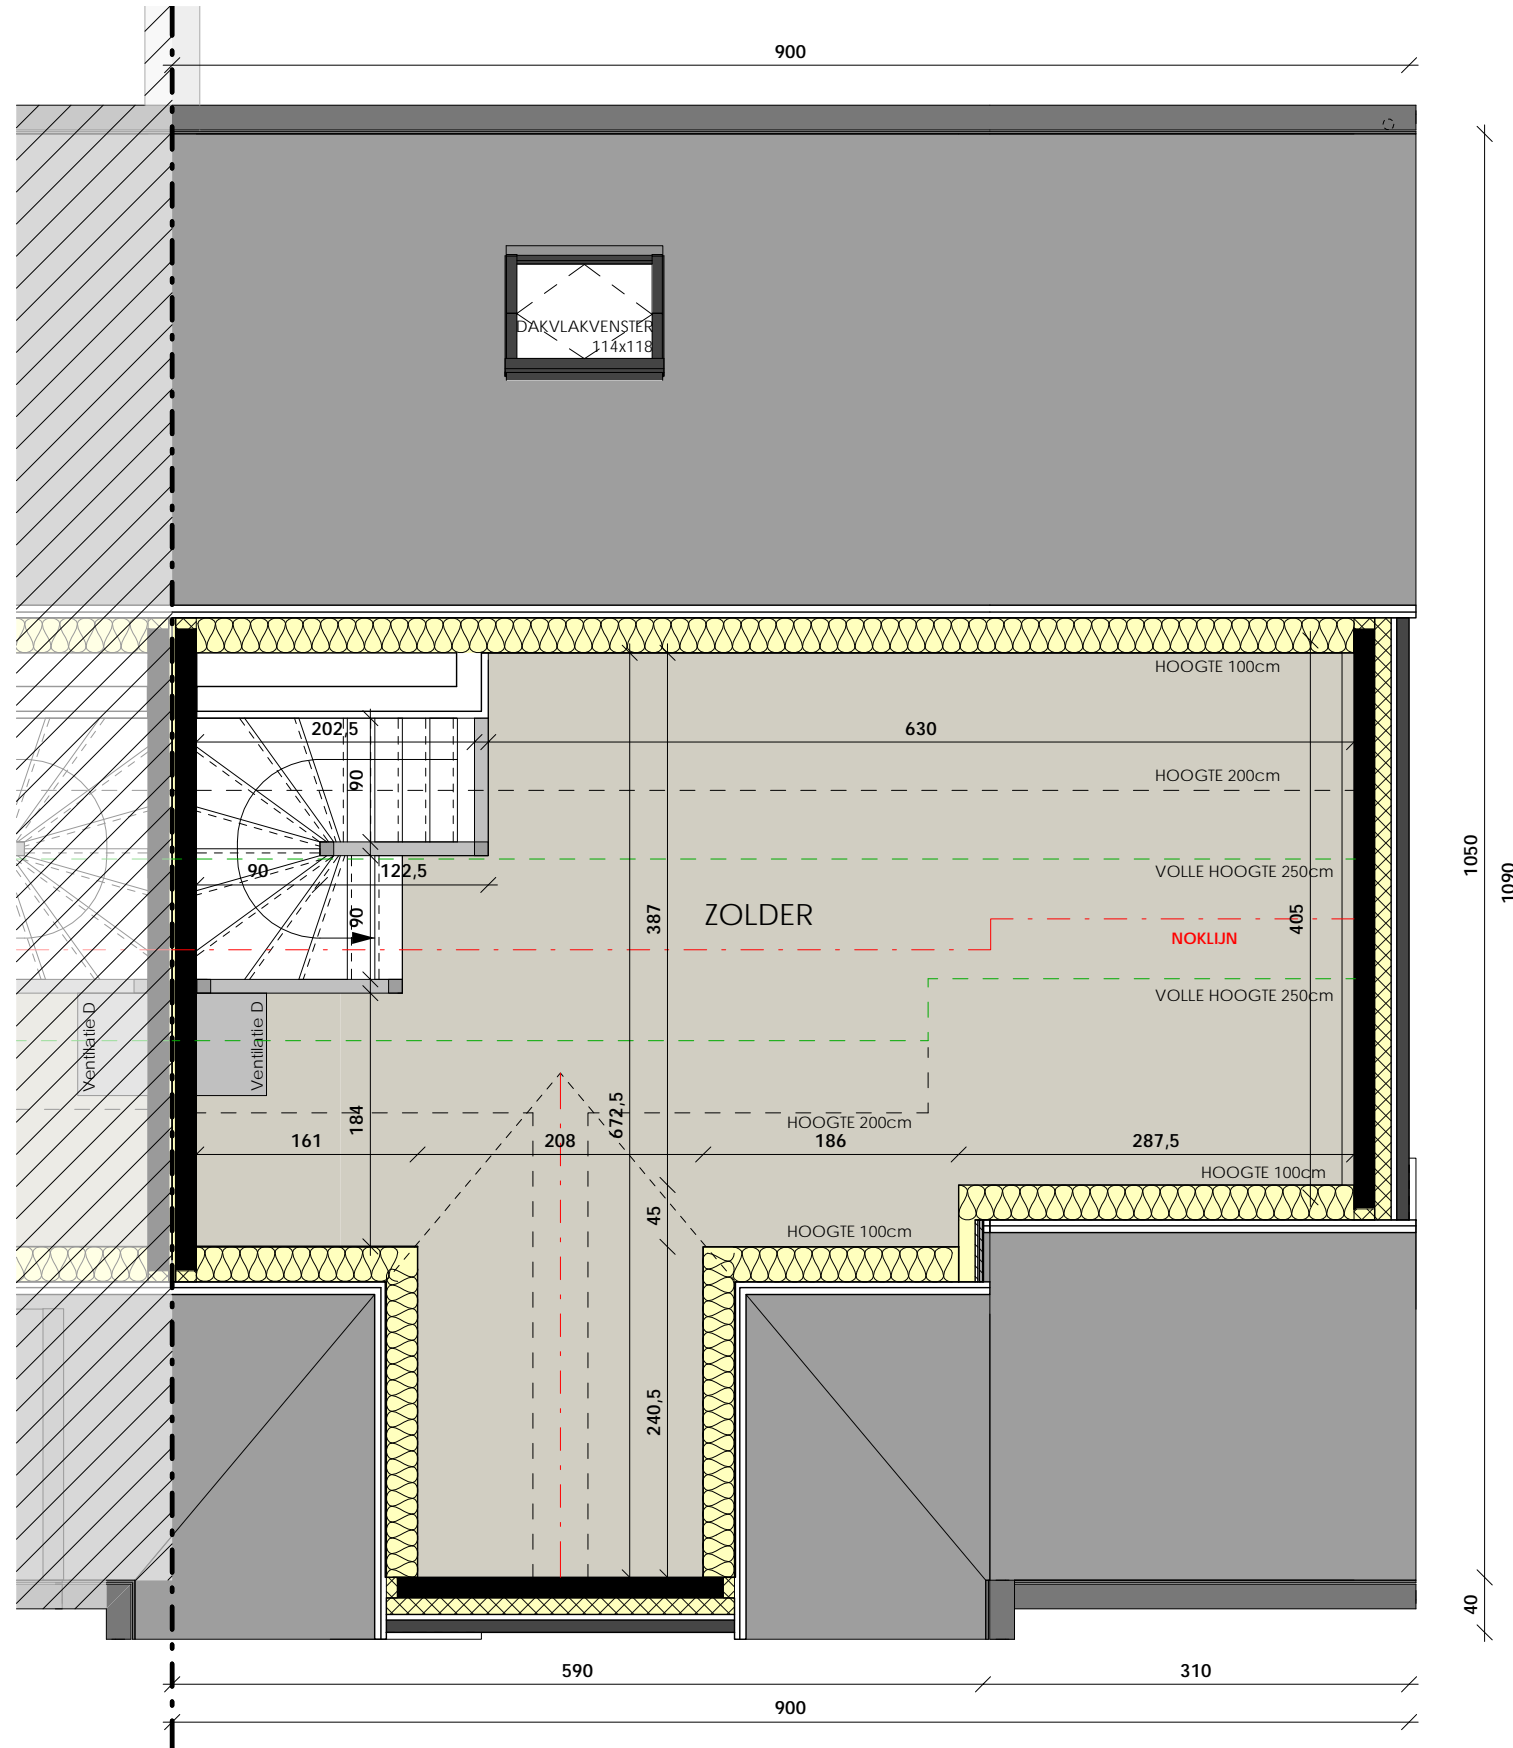 900
DAKVLAKVENSTER
114x118
HOOGTE 100cm
202,5
630
90
HOOGTE 200cm
1050
1090
90
122,5
VOLLE HOOGTE 250cm
90
387
ZOLDER
405
NOKLIJN
VOLLE HOOGTE 250cm
Ventilatie D
Ventilatie D
184
672,5
HOOGTE 200cm
161
208
186
287,5
HOOGTE 100cm
45
HOOGTE 100cm
240,5
40
590
310
900